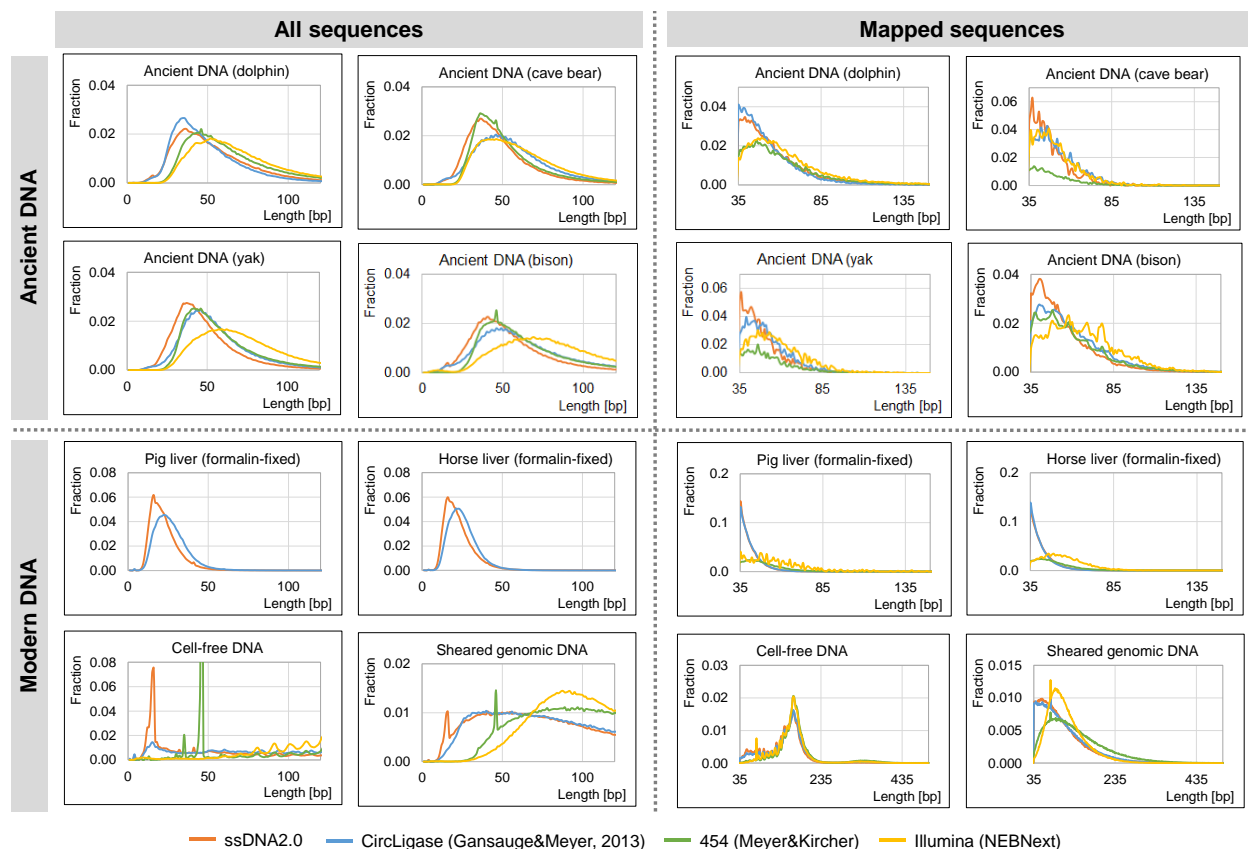 All sequences
Mapped sequences
Ancient DNA
Ancient DNA (dolphin)
Fraction
0.04
0.02
0.00
0
50
100
Length [bp]
Ancient DNA (cave bear)
Fraction
0.04
0.02
0.00
0
50
100
Length [bp]
Ancient DNA (dolphin)
Fraction
0.06
0.04
0.02
0.00
35
85
135
Length [bp]
Ancient DNA (cave bear)
Fraction
0.06
0.04
0.02
0.00
35
85
135
Length [bp]
Ancient DNA (yak)
Fraction
0.04
0.02
0.00
0
50
100
Length [bp]
Ancient DNA (bison)
Fraction
0.04
0.02
0.00
0
50
100
Length [bp]
Ancient DNA (yak
Fraction
0.06
0.04
0.02
0.00
35
85
135
Length [bp]
Ancient DNA (bison)
Fraction
0.04
0.03
0.02
0.01
0.00
35
85
135
Length [bp]
Modern DNA
Pig liver (formalin-fixed)
Fraction
0.08
0.06
0.04
0.02
0.00
0
50
100
Length [bp]
Horse liver (formalin-fixed)
Fraction
0.08
0.06
0.04
0.02
0.00
0
50
100
Length [bp]
Pig liver (formalin-fixed)
Fraction
0.2
0.1
0.0
35
85
135
Length [bp]
Horse liver (formalin-fixed)
Fraction
0.2
0.1
0.0
35
85
135
Length [bp]
Cell-free DNA
Fraction
0.08
0.06
0.04
0.02
0.00
0
50
100
Length [bp]
Sheared genomic DNA
Fraction
0.02
0.01
0.00
0
50
100
Length [bp]
Cell-free DNA
Fraction
0.03
0.02
0.01
0.00
35
235
435
Length [bp]
Sheared genomic DNA
Fraction
0.015
0.010
0.005
0.000
35
235
435
Length [bp]
ssDNA2.0
CircLigase (Gansauge&Meyer, 2013)
454 (Meyer&Kircher)
Illumina (NEBNext)